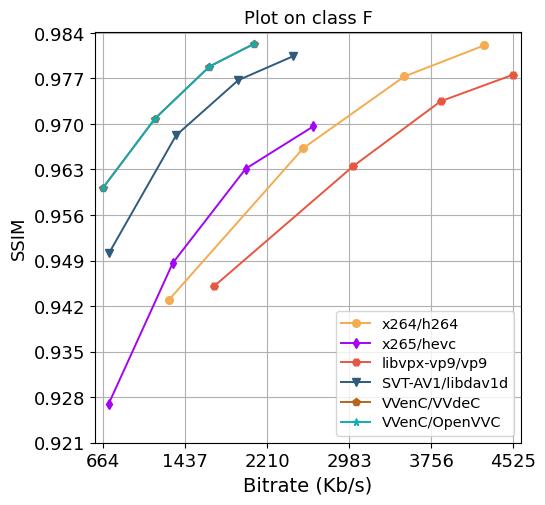 Plot on class F
SSIM
0.984
0.977
0.970
0.963
0.956
0.949
0.942
0.935
0.928
0.921
x264/h264
x265/hevc
libvpx-vp9/vp9
SVT-AV1/libdav1d
VVenC/VVdeC
VVenC/OpenVVC
664 1437 2210 2983 3756 4525
Bitrate (Kb/s)